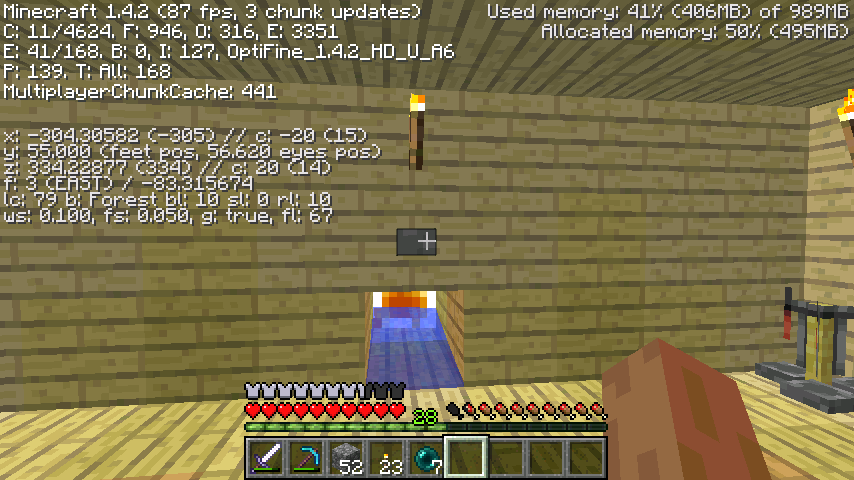 Minecraft 1.4.2 (87 fps, 3 chunk updates)
C: 11/4624, F: 946, O: 316, E: 3351
E: 41/168, B: 0, I: 127, OptiFine_1.4.2_HD_U_A6
P: 139, T: All: 168
MultiplayerChunkCache: 441
Used memory: 41% (406MB) of 989MB
Allocated memory: 50% (495MB)
x: -304.30582 (-305) // c: -20 (15)
y: 55.000 (feet pos, 56.620 eyes pos)
z: 334.22877 (334) // c: 20 (14)
f: 3 (EAST) / -83.315674
lc: 79 b: Forest bl: 10 sl: 0 rl: 10
ws: 0.100, fs: 0.050, g: true, fl: 67
28
52
23
7